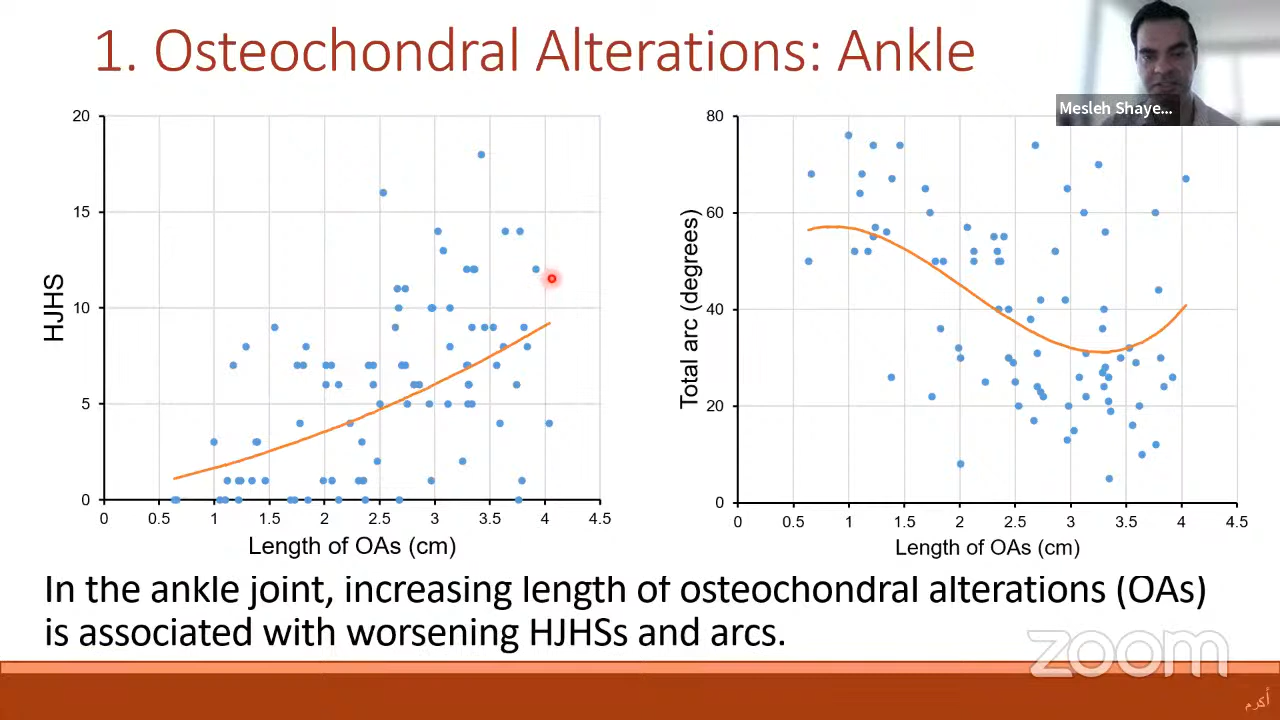 1. Osteochondral Alterations: Ankle
Mesleh Shaye...
HJHS
20
15
10
5
0
0 0.5 1 1.5 2 2.5 3 3.5 4 4.5
Length of OAs (cm)
Total arc (degrees)
80
60
40
20
0
0 0.5 1 1.5 2 2.5 3 3.5 4 4.5
Length of OAs (cm)
In the ankle joint, increasing length of osteochondral alterations (OAs)
is associated with worsening HJHSs and arcs.
zoom
أكرم